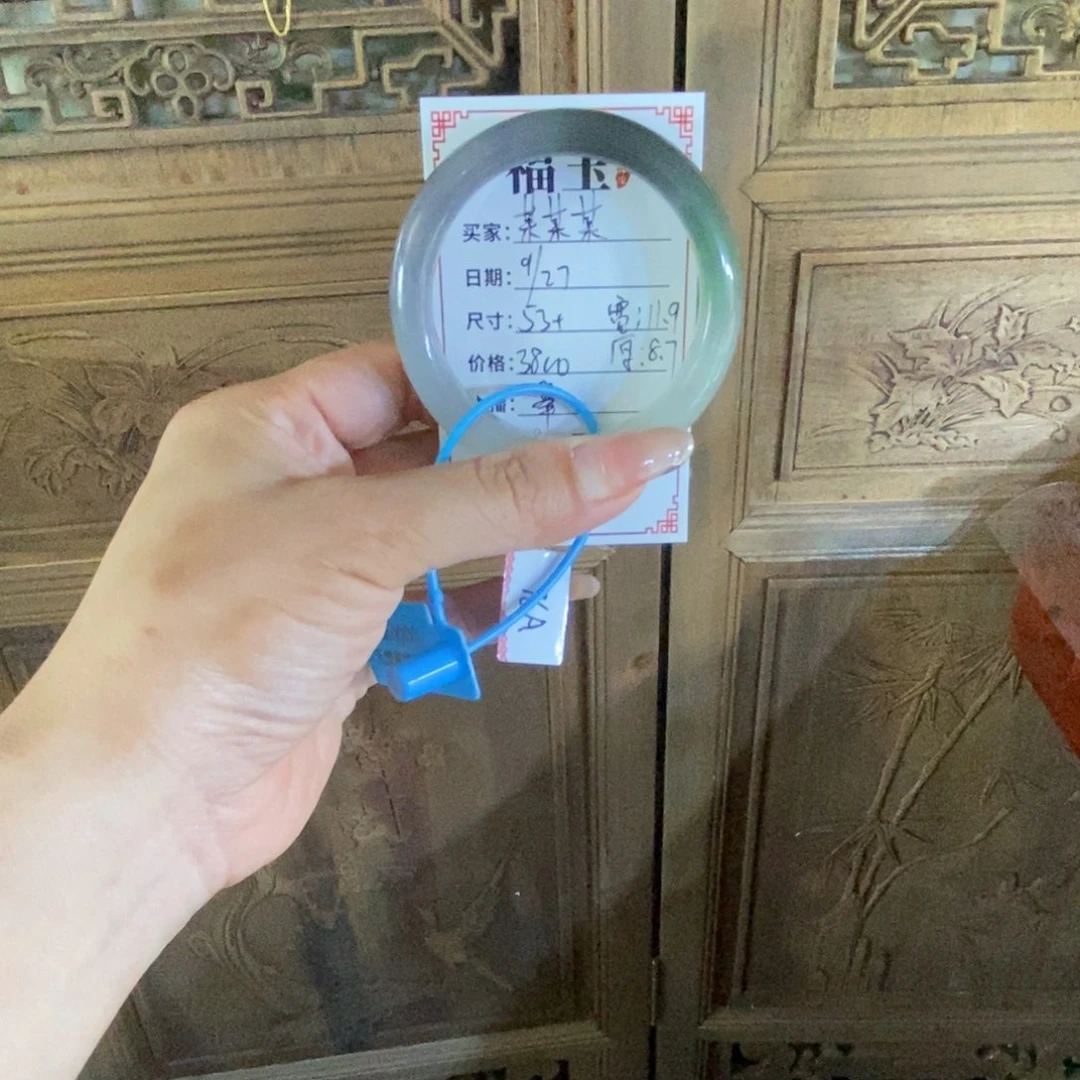 福玉
买家:某某某
日期:9/27
尺寸:53+ 宽:11.9
厚:8.7
价格:3800